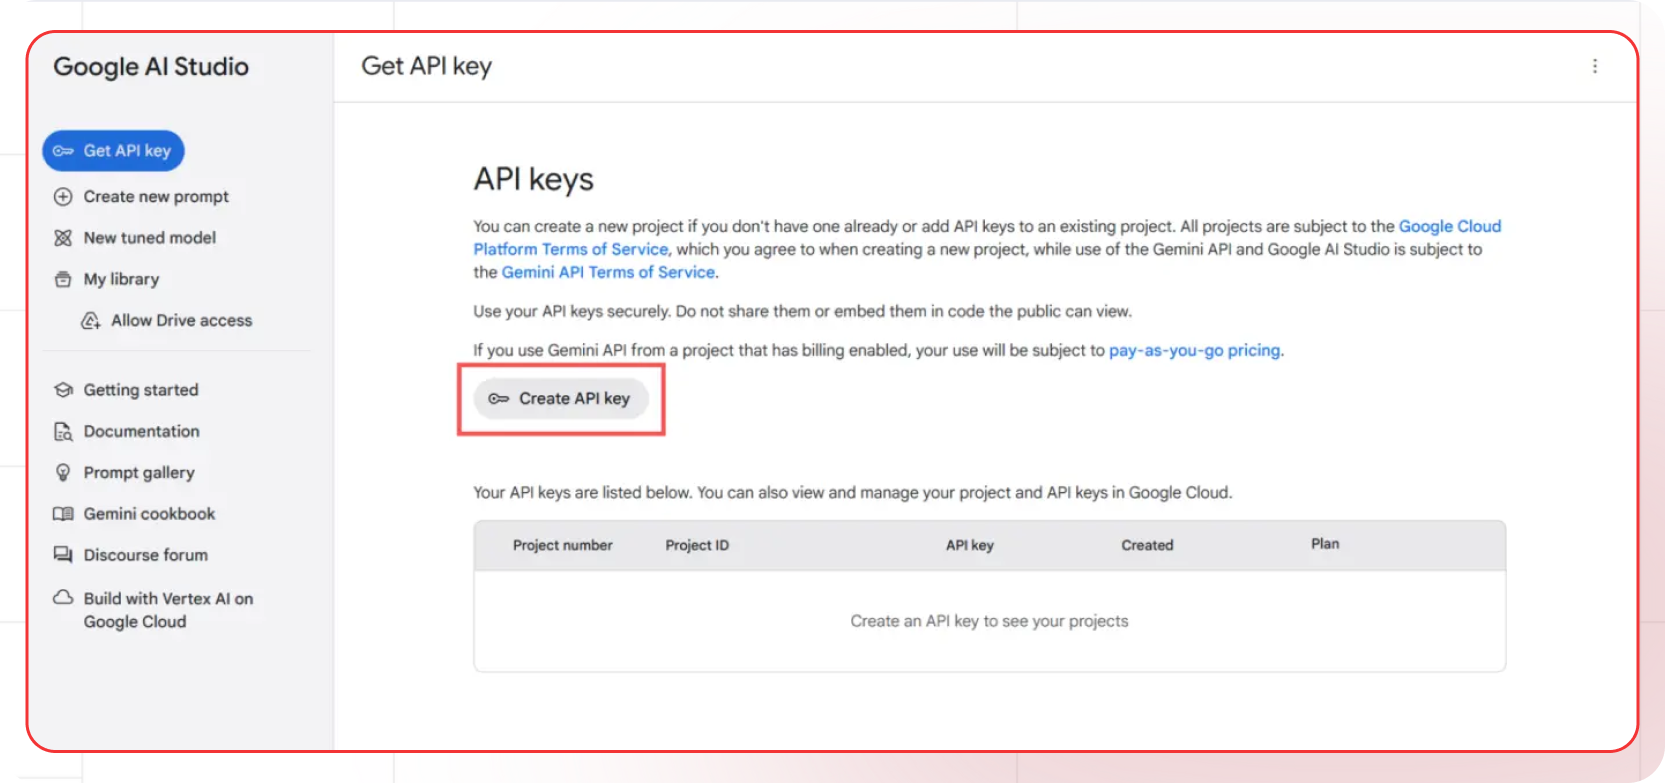 Google AI Studio
Get API key
Create new prompt
New tuned model
My library
Allow Drive access
Getting started
Documentation
Prompt gallery
Gemini cookbook
Discourse forum
Build with Vertex AI on
Google Cloud
Get API key
API keys
You can create a new project if you don't have one already or add API keys to an existing project. All projects are subject to the Google Cloud
Platform Terms of Service, which you agree to when creating a new project, while use of the Gemini API and Google AI Studio is subject to
the Gemini API Terms of Service.
Use your API keys securely. Do not share them or embed them in code the public can view.
If you use Gemini API from a project that has billing enabled, your use will be subject to pay-as-you-go pricing.
Create API key
Your API keys are listed below. You can also view and manage your project and API keys in Google Cloud.
Project number Project ID API key Created Plan
Create an API key to see your projects